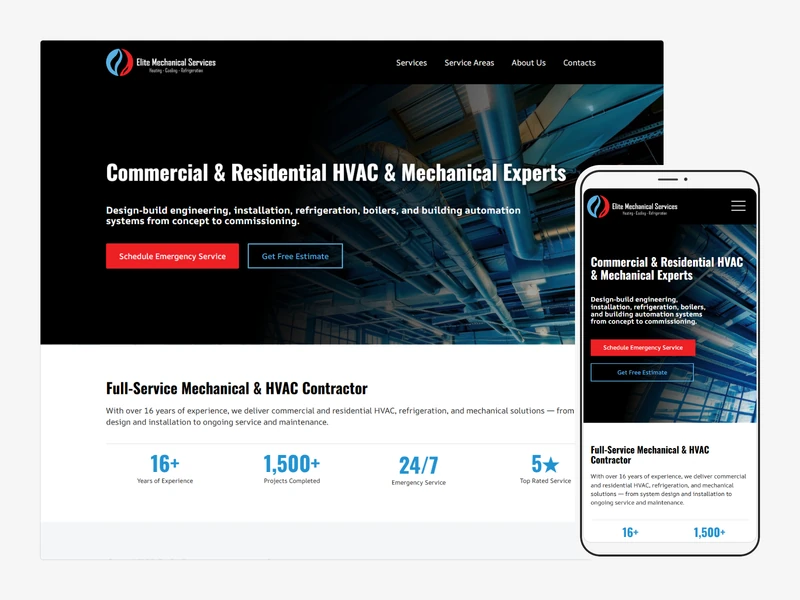 Elite Mechanical Services
Heating - Cooling - Refrigeration
Services Service Areas About Us Contacts
Commercial & Residential HVAC & Mechanical Experts
Design-build engineering, installation, refrigeration, boilers, and building automation
systems from concept to commissioning.
Schedule Emergency Service Get Free Estimate
Full-Service Mechanical & HVAC Contractor
With over 16 years of experience, we deliver commercial and residential HVAC, refrigeration, and mechanical solutions — from
design and installation to ongoing service and maintenance.
16+ 1,500+ 24/7 5★
Years of Experience Projects Completed Emergency Service Top Rated Service
Elite Mechanical Services
Heating - Cooling - Refrigeration
Commercial & Residential HVAC
& Mechanical Experts
Design-build engineering,
installation, refrigeration, boilers,
and building automation systems
from concept to commissioning.
Schedule Emergency Service
Get Free Estimate
Full-Service Mechanical & HVAC
Contractor
With over 16 years of experience, we deliver commercial
and residential HVAC, refrigeration, and mechanical
solutions — from system design and installation to
ongoing service and maintenance.
16+ 1,500+